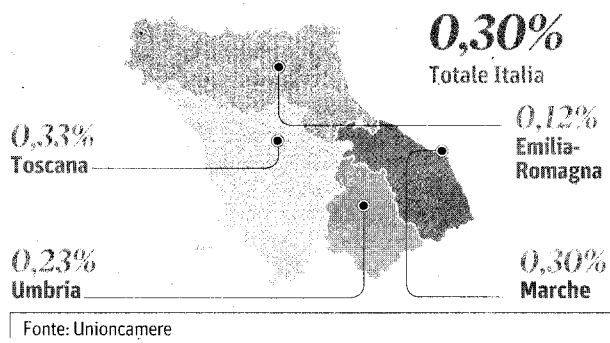 0,30%
Totale Italia
0,33%
Toscana
0,12%
Emilia-
Romagna
0,23%
Umbria
0,30%
Marche
Fonte: Unioncamere